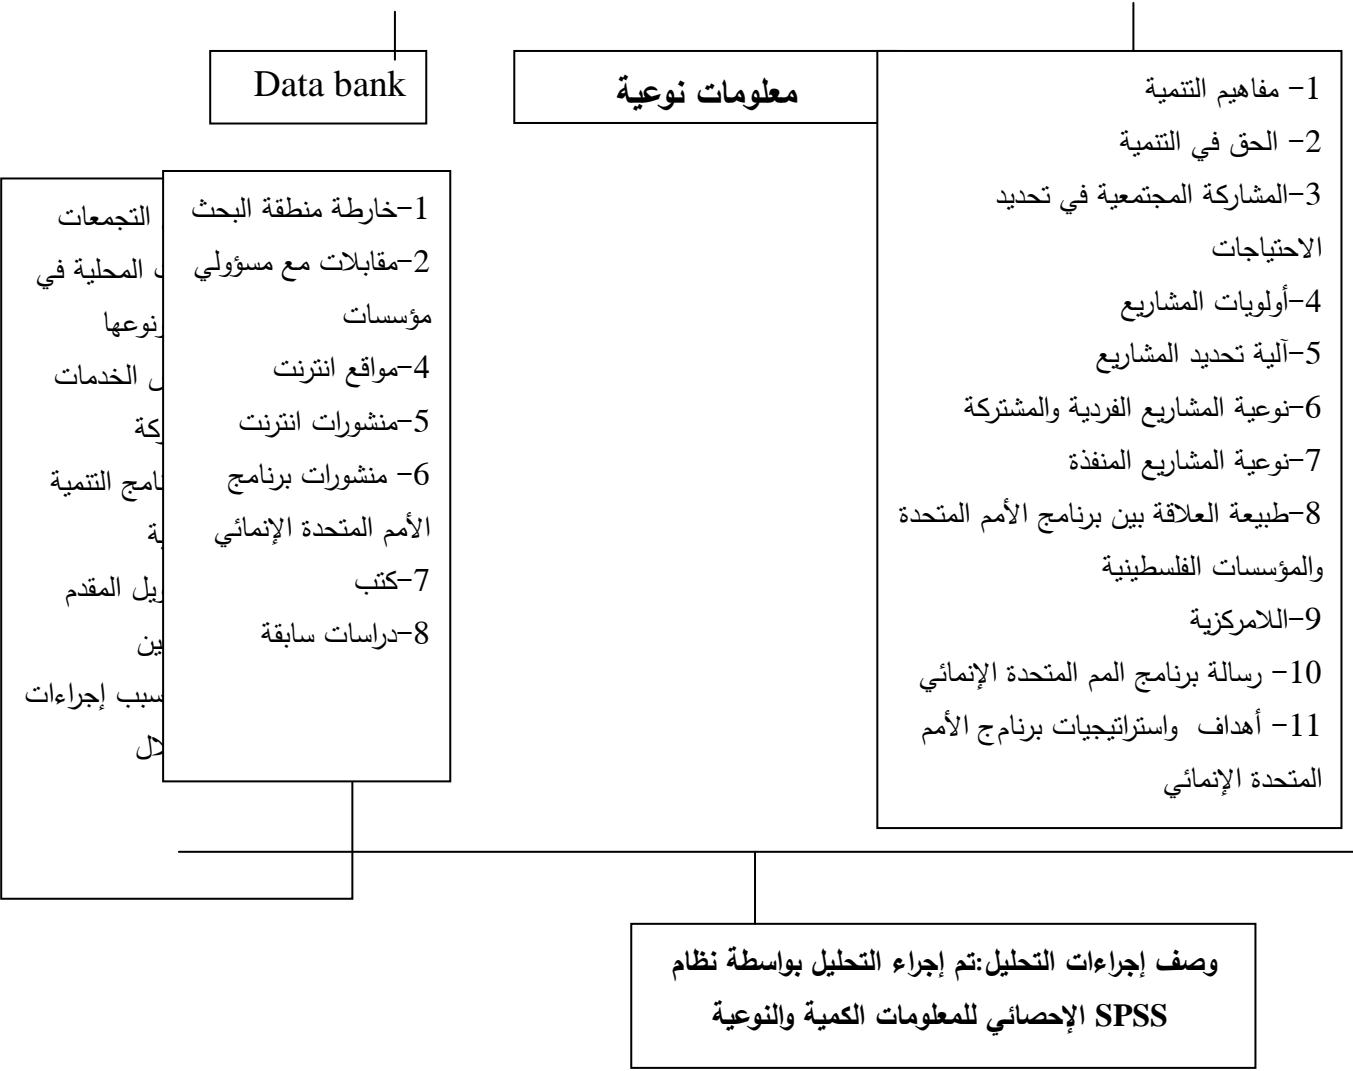 Data bank
معلومات نوعية
1- مفاهيم التنمية
2- الحق في التنمية
3-المشاركة المجتمعية في تحديد
الاحتياجات
4-أولويات المشاريع
5-آلية تحديد المشاريع
6-نوعية المشاريع الفردية والمشتركة
7-نوعية المشاريع المنفذة
8-طبيعة العلاقة بين برنامج الأمم المتحدة
والمؤسسات الفلسطينية
9-اللامركزية
10- رسالة برنامج المم المتحدة الإنمائي
11- أهداف واستراتيجيات برنامج الأمم
المتحدة الإنمائي
1-خارطة منطقة البحث
2-مقابلات مع مسؤولي
مؤسسات
4-مواقع انترنت
5-منشورات انترنت
6- منشورات برنامج
الأمم المتحدة الإنمائي
7-كتب
8-دراسات سابقة
التجمعات
المحلية في
نوعها
الخدمات
التنمية
المقدم
إجراءات
وصف إجراءات التحليل:تم إجراء التحليل بواسطة نظام
SPSS الإحصائي للمعلومات الكمية والنوعية